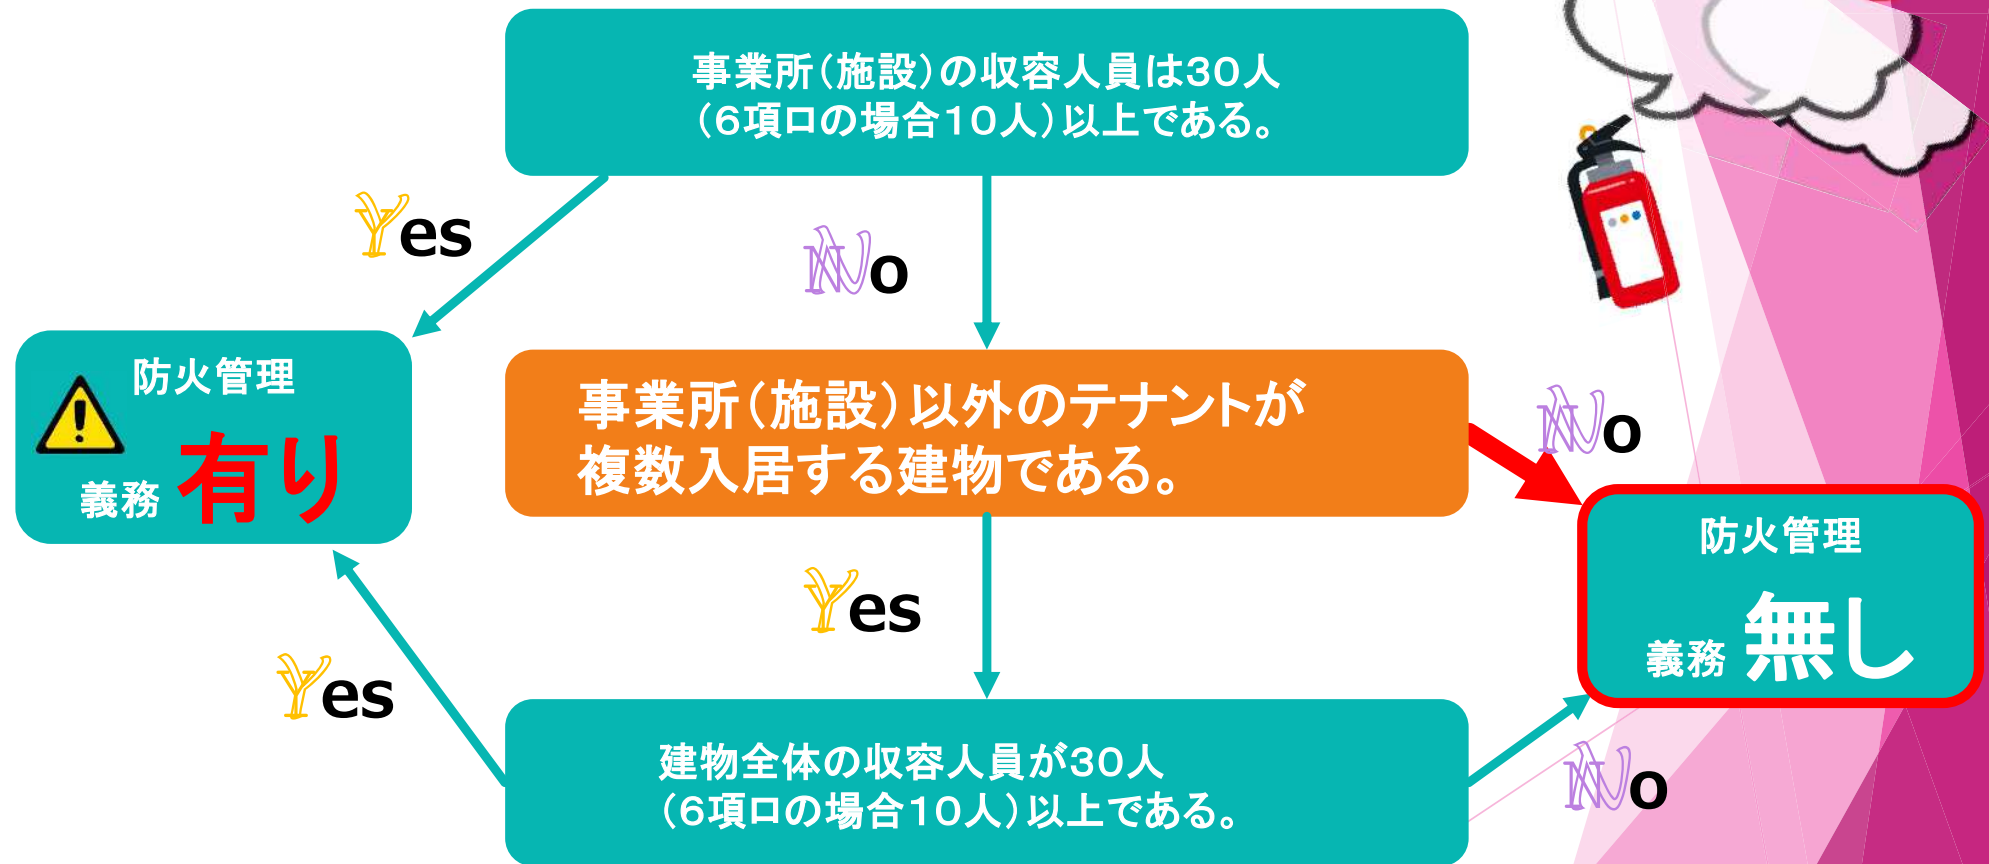 事業所（施設）の収容人員は30人
（6項ロの場合10人）以上である。
Yes
No
防火管理
義務 有り
事業所（施設）以外のテナントが
複数入居する建物である。
No
防火管理
義務 無し
Yes
Yes
建物全体の収容人員が30人
（6項ロの場合10人）以上である。
No